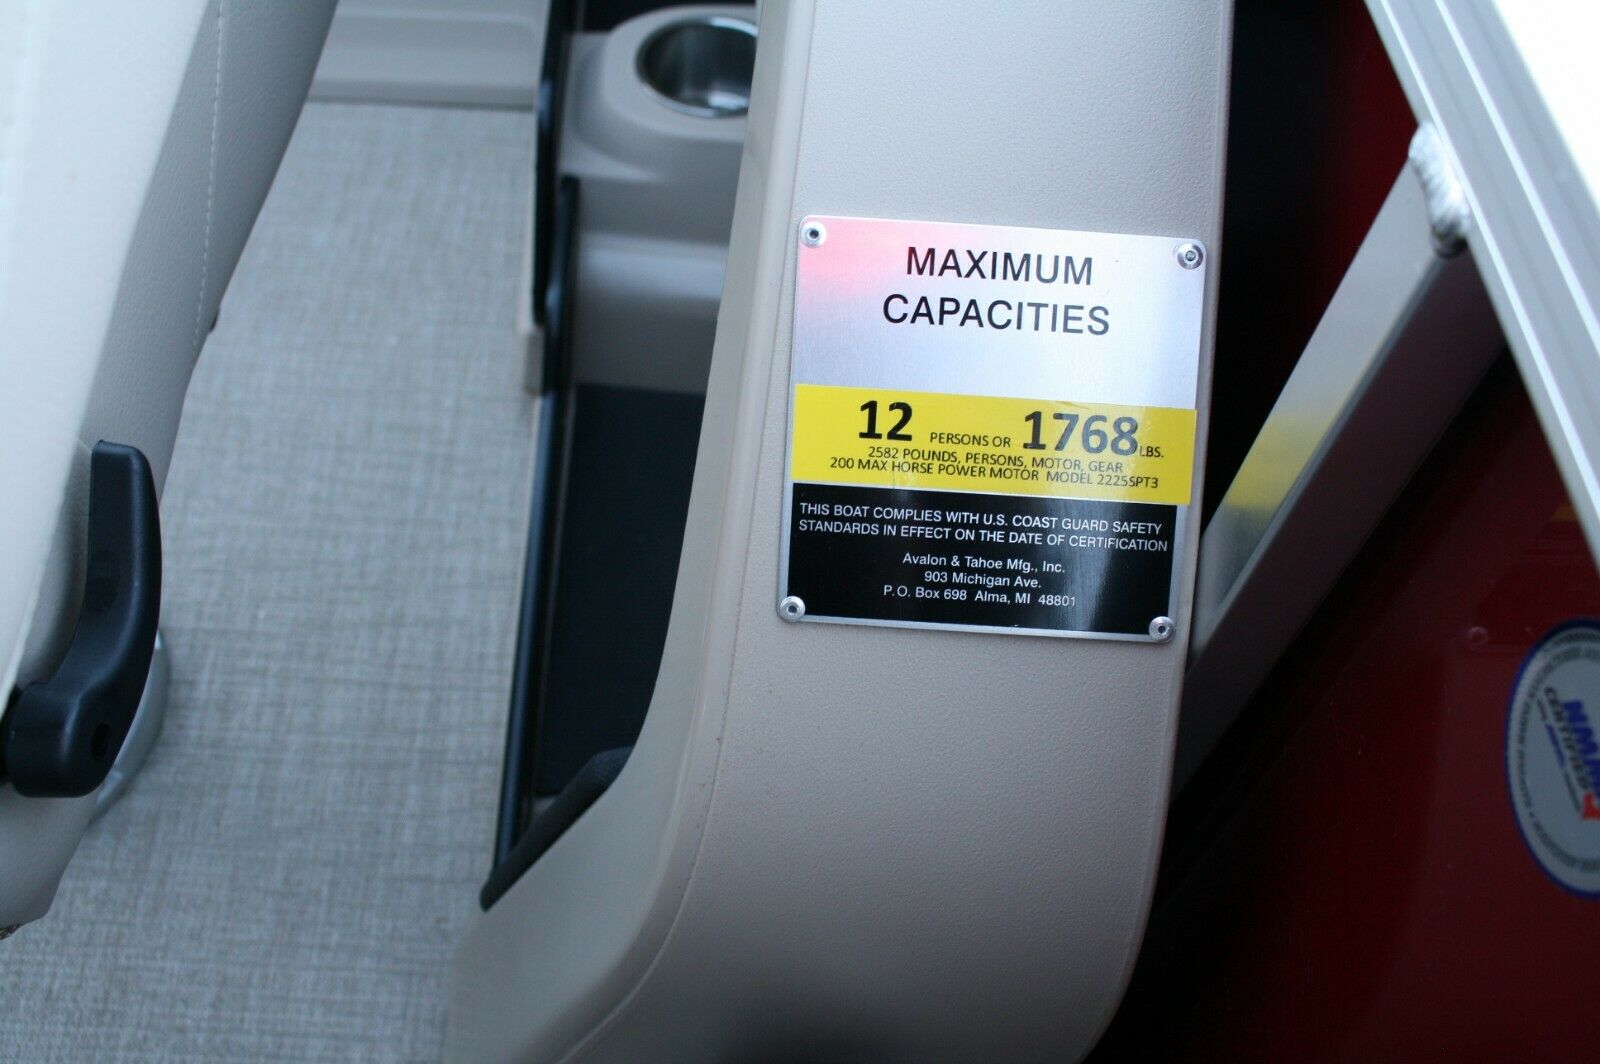 MAXIMUM
CAPACITIES
12 PERSONS OR 1768 LBS.
2582 POUNDS, PERSONS, MOTOR, GEAR
200 MAX HORSE POWER MOTOR MODEL 2225SPT3
THIS BOAT COMPLIES WITH U.S. COAST GUARD SAFETY
STANDARDS IN EFFECT ON THE DATE OF CERTIFICATION
Avalon & Tahoe Mfg., Inc.
903 Michigan Ave.
P.O. Box 698 Alma, MI 48801
NMMA
CERTIFIED